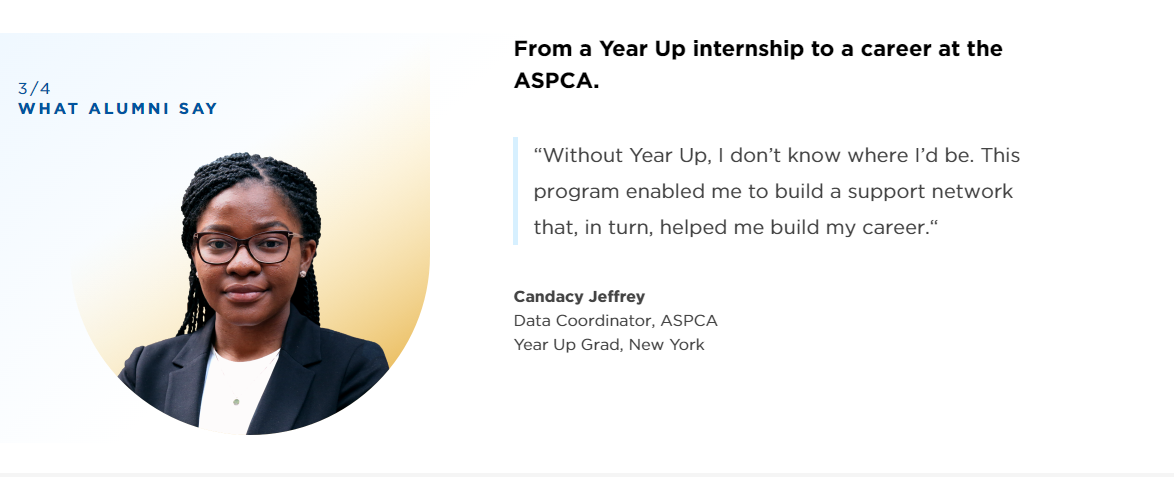 3/4
WHAT ALUMNI SAY
From a Year Up internship to a career at the
ASPCA.
“Without Year Up, I don’t know where I’d be. This
program enabled me to build a support network
that, in turn, helped me build my career.“
Candacy Jeffrey
Data Coordinator, ASPCA
Year Up Grad, New York